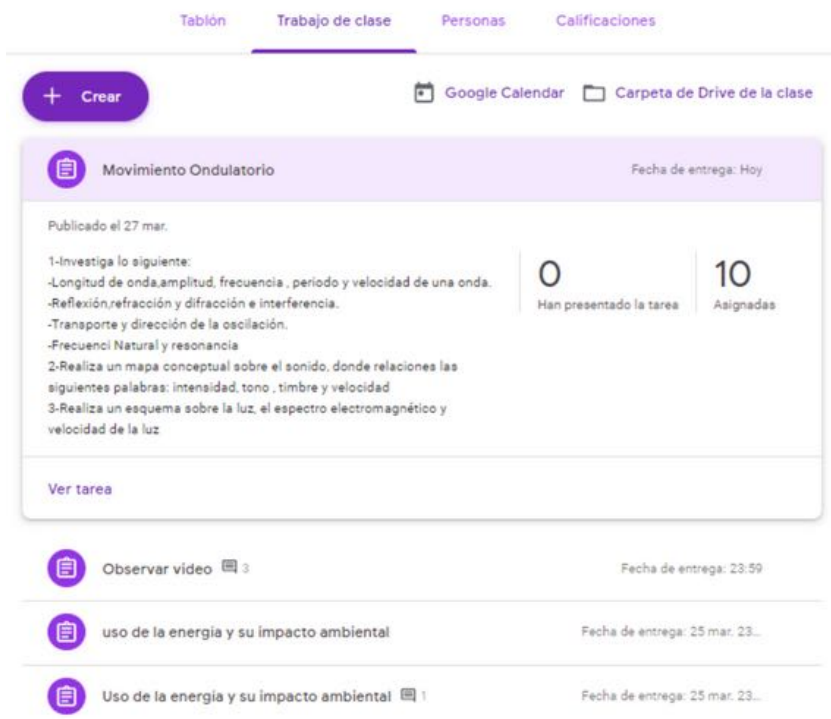 Tablón Trabajo de clase Personas Calificaciones
+ Crear
Google Calendar Carpeta de Drive de la clase
Movimiento Ondulatorio Fecha de entrega: Hoy
Publicado el 27 mar.
1-Investiga lo siguiente:
-Longitud de onda,amplitud, frecuencia , periodo y velocidad de una onda.
-Reflexión,refracción y difracción e interferencia.
-Transporte y dirección de la oscilación.
-Frecuenci Natural y resonancia
2-Realiza un mapa conceptual sobre el sonido, donde relaciones las
siguientes palabras: intensidad, tono , timbre y velocidad
3-Realiza un esquema sobre la luz, el espectro electromagnético y
velocidad de la luz
0 10
Han presentado la tarea Asignadas
Ver tarea
Observar video 3 Fecha de entrega: 23:59
uso de la energia y su impacto ambiental Fecha de entrega: 25 mar. 23...
Uso de la energia y su impacto ambiental 1 Fecha de entrega: 25 mar. 23...